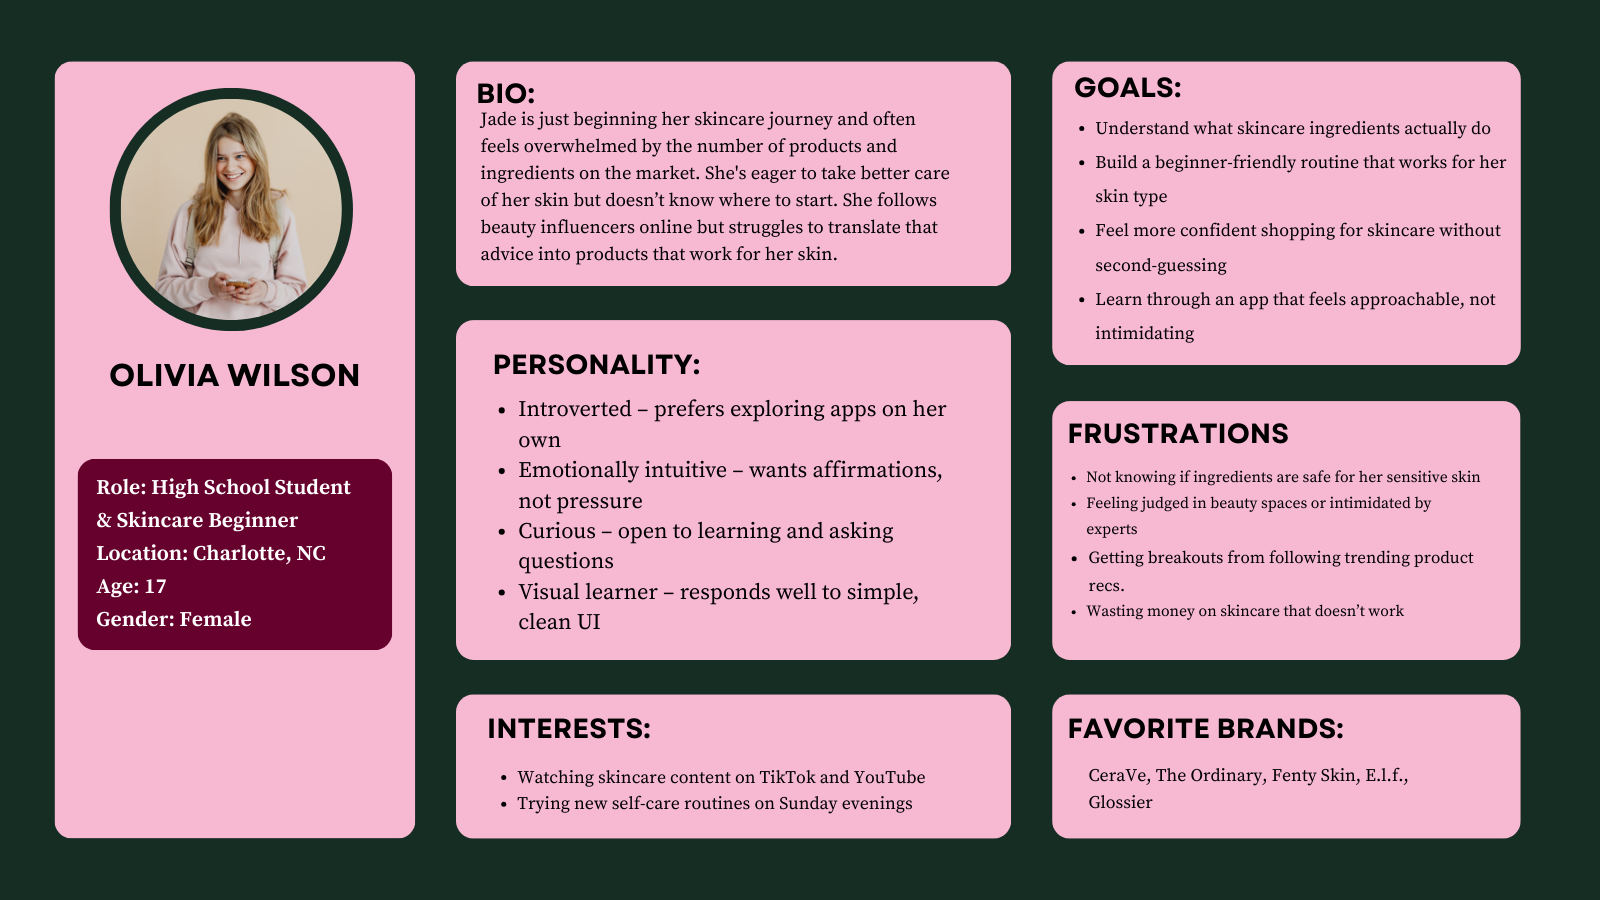 OLIVIA WILSON
Role: High School Student
& Skincare Beginner
Location: Charlotte, NC
Age: 17
Gender: Female
BIO:
Jade is just beginning her skincare journey and often
feels overwhelmed by the number of products and
ingredients on the market. She's eager to take better care
of her skin but doesn’t know where to start. She follows
beauty influencers online but struggles to translate that
advice into products that work for her skin.
PERSONALITY:
• Introverted – prefers exploring apps on her
own
• Emotionally intuitive – wants affirmations,
not pressure
• Curious – open to learning and asking
questions
• Visual learner – responds well to simple,
clean UI
INTERESTS:
• Watching skincare content on TikTok and YouTube
• Trying new self-care routines on Sunday evenings
GOALS:
• Understand what skincare ingredients actually do
• Build a beginner-friendly routine that works for her
skin type
• Feel more confident shopping for skincare without
second-guessing
• Learn through an app that feels approachable, not
intimidating
FRUSTRATIONS
• Not knowing if ingredients are safe for her sensitive skin
• Feeling judged in beauty spaces or intimidated by
experts
• Getting breakouts from following trending product
recs.
• Wasting money on skincare that doesn’t work
FAVORITE BRANDS:
CeraVe, The Ordinary, Fenty Skin, E.l.f.,
Glossier